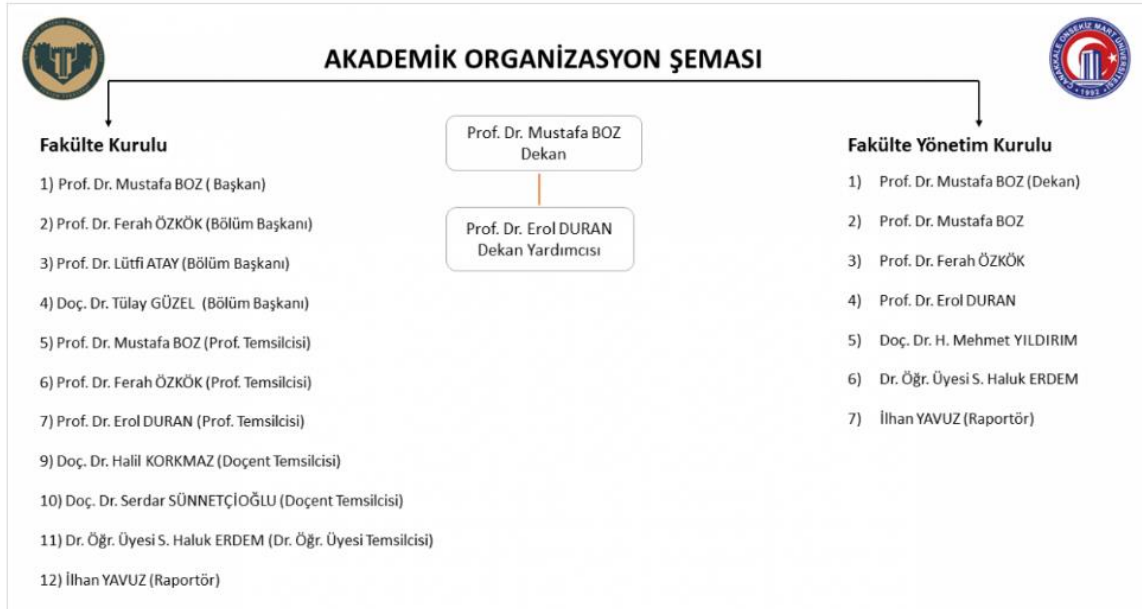 AKADEMİK ORGANİZASYON ŞEMASI
ÇANAKKALE ONSEKİZ MART ÜNİVERSİTESİ
1992
Fakülte Kurulu
1) Prof. Dr. Mustafa BOZ ( Başkan)
2) Prof. Dr. Ferah ÖZKÖK (Bölüm Başkanı)
3) Prof. Dr. Lütfi ATAY (Bölüm Başkanı)
4) Doç. Dr. Tülay GÜZEL  (Bölüm Başkanı)
5) Prof. Dr. Mustafa BOZ (Prof. Temsilcisi)
6) Prof. Dr. Ferah ÖZKÖK (Prof. Temsilcisi)
7) Prof. Dr. Erol DURAN (Prof. Temsilcisi)
9) Doç. Dr. Halil KORKMAZ (Doçent Temsilcisi)
10) Doç. Dr. Serdar SÜNNETÇİOĞLU (Doçent Temsilcisi)
11) Dr. Öğr. Üyesi S. Haluk ERDEM (Dr. Öğr. Üyesi Temsilcisi)
12) İlhan YAVUZ (Raportör)
Prof. Dr. Mustafa BOZ
Dekan
Prof. Dr. Erol DURAN
Dekan Yardımcısı
Fakülte Yönetim Kurulu
1) Prof. Dr. Mustafa BOZ (Dekan)
2) Prof. Dr. Mustafa BOZ
3) Prof. Dr. Ferah ÖZKÖK
4) Prof. Dr. Erol DURAN
5) Doç. Dr. H. Mehmet YILDIRIM
6) Dr. Öğr. Üyesi S. Haluk ERDEM
7) İlhan YAVUZ (Raportör)